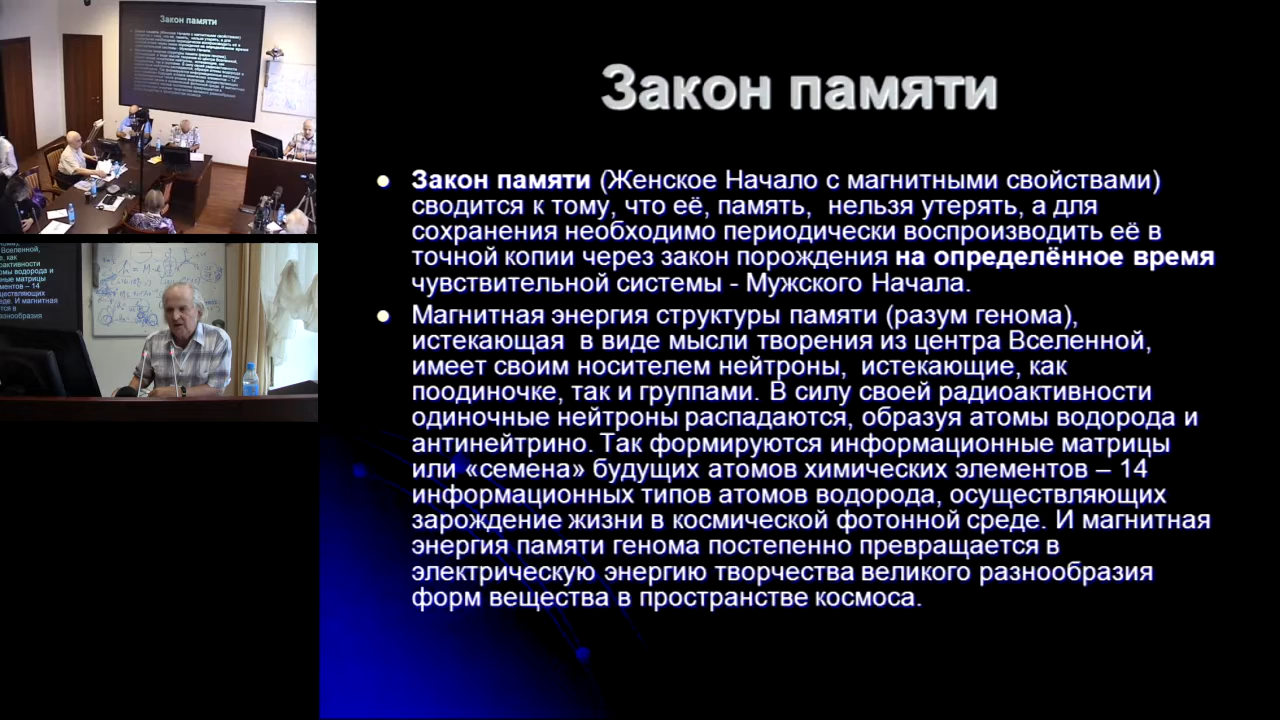 Закон памяти
Закон памяти (Женское Начало с магнитными свойствами)
сводится к тому, что её, память, нельзя утерять, а для
сохранения необходимо периодически воспроизводить её в
точной копии через закон порождения на определённое время
чувствительной системы - Мужского Начала.
Магнитная энергия структуры памяти (разум генома),
истекающая в виде мысли творения из центра Вселенной,
имеет своим носителем нейтроны, истекающие, как
поодиночке, так и группами. В силу своей радиоактивности
одиночные нейтроны распадаются, образуя атомы водорода и
антинейтрино. Так формируются информационные матрицы
или «семена» будущих атомов химических элементов – 14
информационных типов атомов водорода, осуществляющих
зарождение жизни в космической фотонной среде. И магнитная
энергия памяти генома постепенно превращается в
электрическую энергию творчества великого разнообразия
форм вещества в пространстве космоса.
Закон памяти